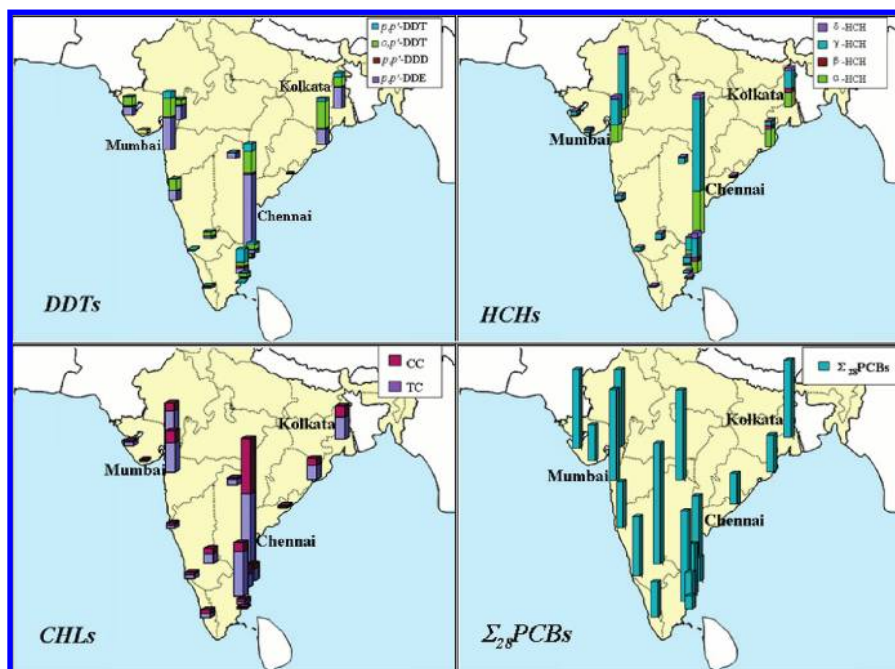 p,p'-DDT
o,p'-DDT
p,p'-DDD
p,p'-DDE
Kolkata
Mumbai
Chennai
DDTs
δ-HCH
γ-HCH
β-HCH
α-HCH
Kolkata
Mumbai
Chennai
HCHs
CC
TC
Kolkata
Mumbai
Chennai
CHLs
Σ₂₈PCBs
Kolkata
Mumbai
Chennai
Σ₂₈PCBs